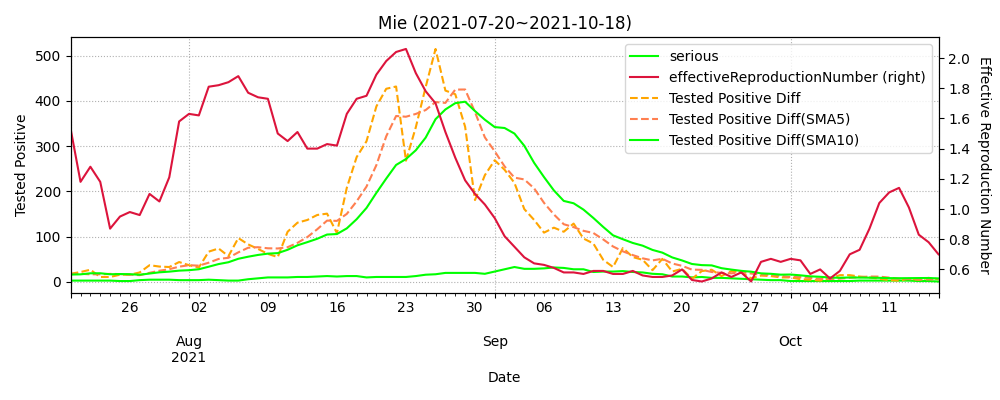 Mie (2021-07-20~2021-10-18)
500
400
300
200
100
0
Tested Positive
serious
effectiveReproductionNumber (right)
Tested Positive Diff
Tested Positive Diff(SMA5)
Tested Positive Diff(SMA10)
2.0
1.8
1.6
1.4
1.2
1.0
0.8
0.6
Effective Reproduction Number
26 02 09 16 23 30 06 13 20 27 04 11
Aug Sep Oct
2021
Date